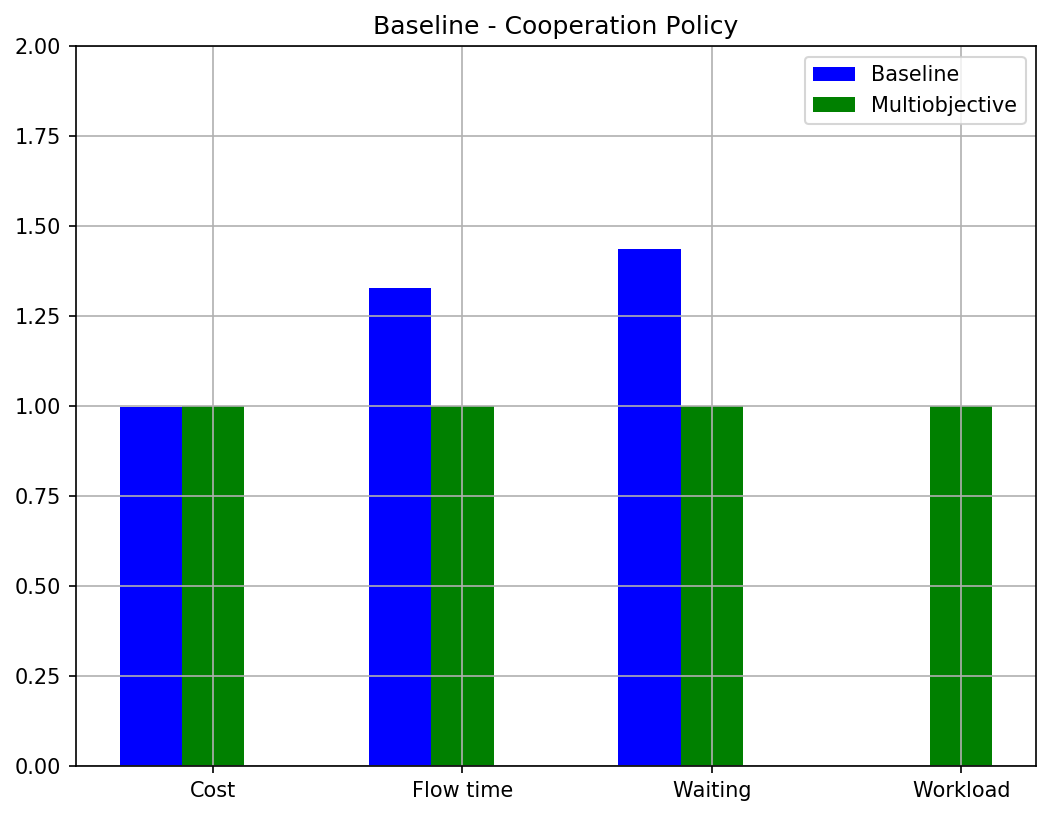 Baseline - Cooperation Policy
2.00
1.75
1.50
1.25
1.00
0.75
0.50
0.25
0.00
Baseline
Multiobjective
Cost Flow time Waiting Workload